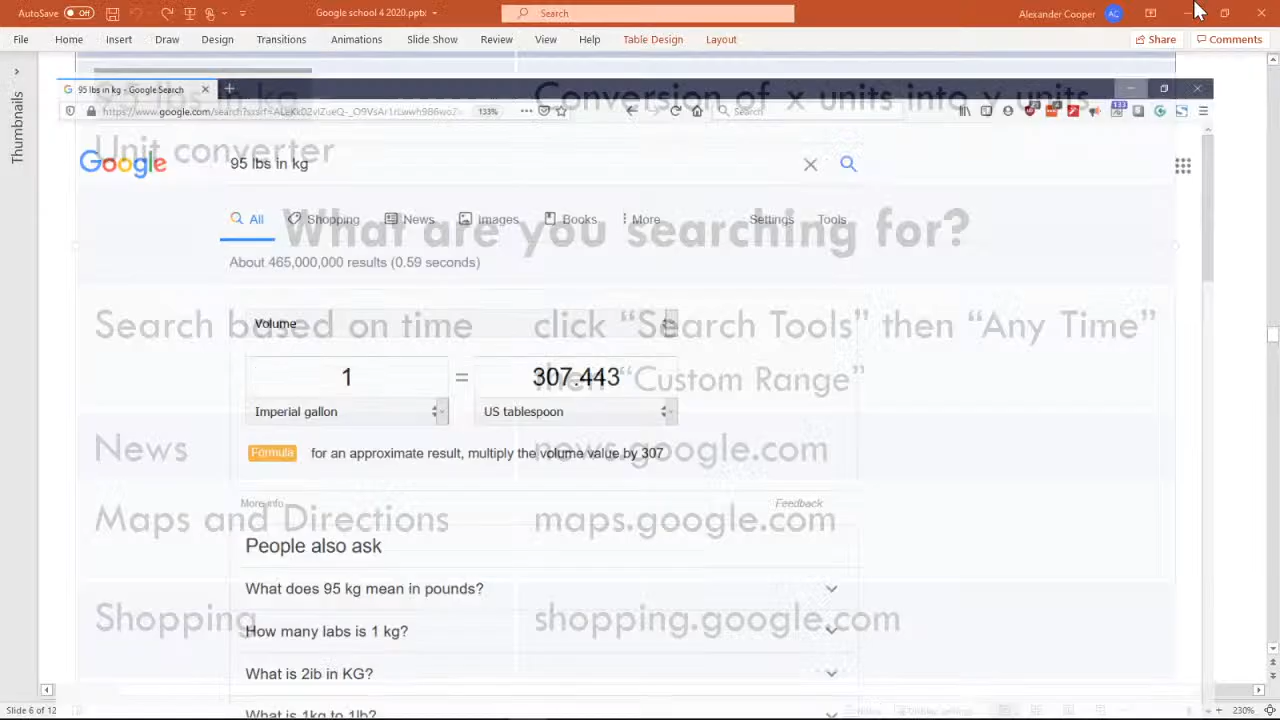 AutoSave Off Google school 4 2020.pptx Search Alexander Cooper AC
File Home Insert Draw Design Transitions Animations Slide Show Review View Help Table Design Layout Share Comments
95 lbs in kg - Google Search
95 lbs in kg Conversion of x units into y units
133% Search
Unit converter
Google 95 lbs in kg
All Shopping News Images Books More Settings Tools
What are you searching for?
About 465,000,000 results (0.59 seconds)
Search based on time click “Search Tools” then “Any Time” then “Custom Range”
Volume
1 = 307.443
Imperial gallon US tablespoon
Formula for an approximate result, multiply the volume value by 307
News news.google.com
More info Feedback
Maps and Directions maps.google.com
People also ask
What does 95 kg mean in pounds?
Shopping shopping.google.com
How many labs is 1 kg?
What is 2ib in KG?
What is 1kg to 1lb?
Thumbnails
Slide 6 of 12 Display settings 230%